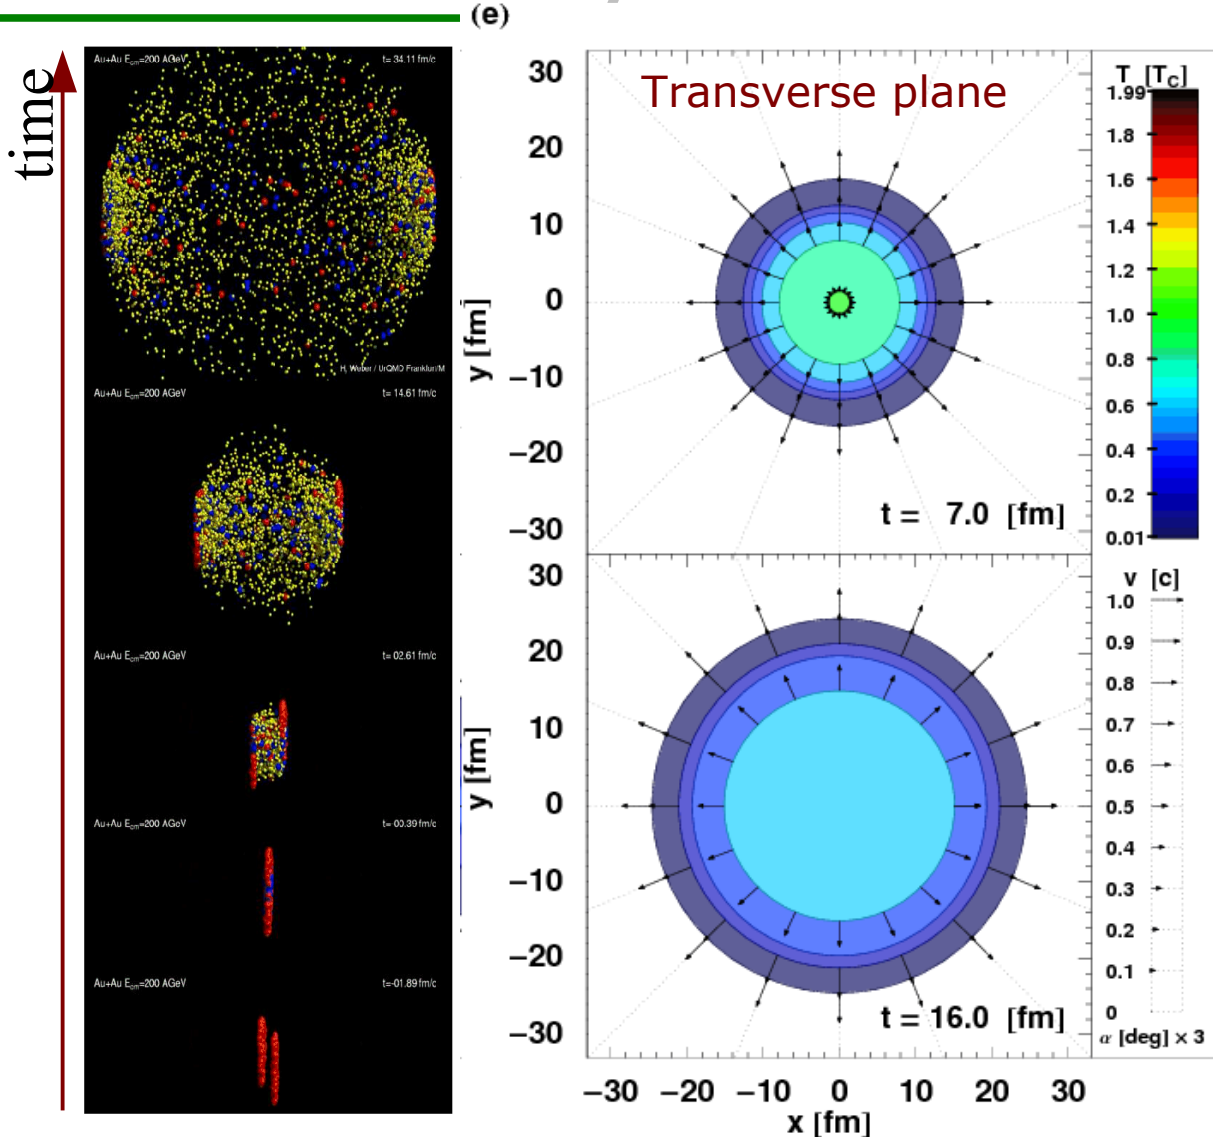 (e)
time
Au+Au Ecm=200 AGeV t= 34.11 fm/c
H. Weber / UrQMD Frankfurt/M
Au+Au Ecm=200 AGeV t= 14.61 fm/c
Au+Au Ecm=200 AGeV t= 02.61 fm/c
Au+Au Ecm=200 AGeV t= 00.39 fm/c
Au+Au Ecm=200 AGeV t=-01.89 fm/c
Transverse plane
y [fm]
30
20
10
0
−10
−20
−30
t = 7.0 [fm]
y [fm]
30
20
10
0
−10
−20
−30
t = 16.0 [fm]
−30 −20 −10 0 10 20 30
x [fm]
T [TC]
1.99
1.8
1.6
1.4
1.2
1.0
0.8
0.6
0.4
0.2
0.01
v [c]
1.0
0.9
0.8
0.7
0.6
0.5
0.4
0.3
0.2
0.1
0
α [deg] × 3